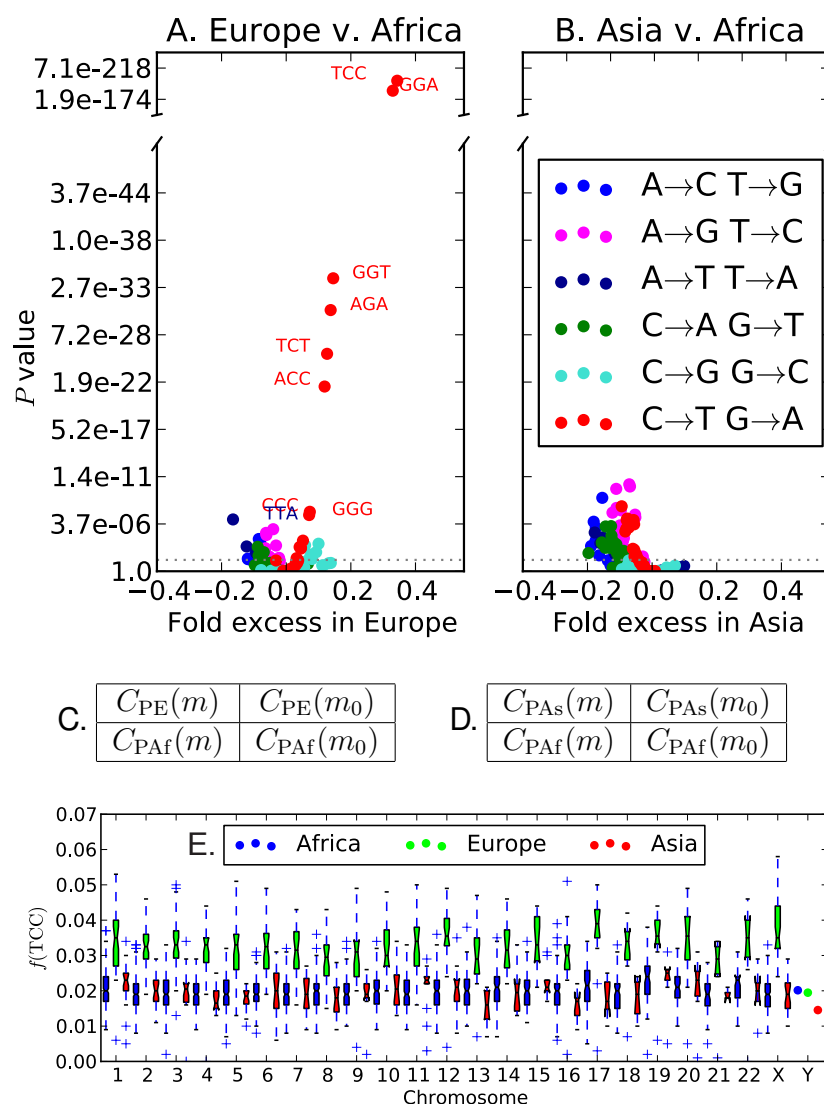 A. Europe v. Africa
B. Asia v. Africa
7.1e-218
1.9e-174
3.7e-44
1.0e-38
2.7e-33
7.2e-28
1.9e-22
5.2e-17
1.4e-11
3.7e-06
1.0
P value
TCC
GGA
GGT
AGA
TCT
ACC
CCC
GGG
TTA
−0.4 −0.2 0.0 0.2 0.4
Fold excess in Europe
A→C T→G
A→G T→C
A→T T→A
C→A G→T
C→G G→C
C→T G→A
−0.4 −0.2 0.0 0.2 0.4
Fold excess in Asia
C.
C_PE(m) C_PE(m_0)
C_PAf(m) C_PAf(m_0)
D.
C_PAs(m) C_PAs(m_0)
C_PAf(m) C_PAf(m_0)
E.
Africa Europe Asia
0.07
0.06
0.05
0.04
0.03
0.02
0.01
0.00
f(TCC)
1 2 3 4 5 6 7 8 9 10 11 12 13 14 15 16 17 18 19 20 21 22 X Y
Chromosome